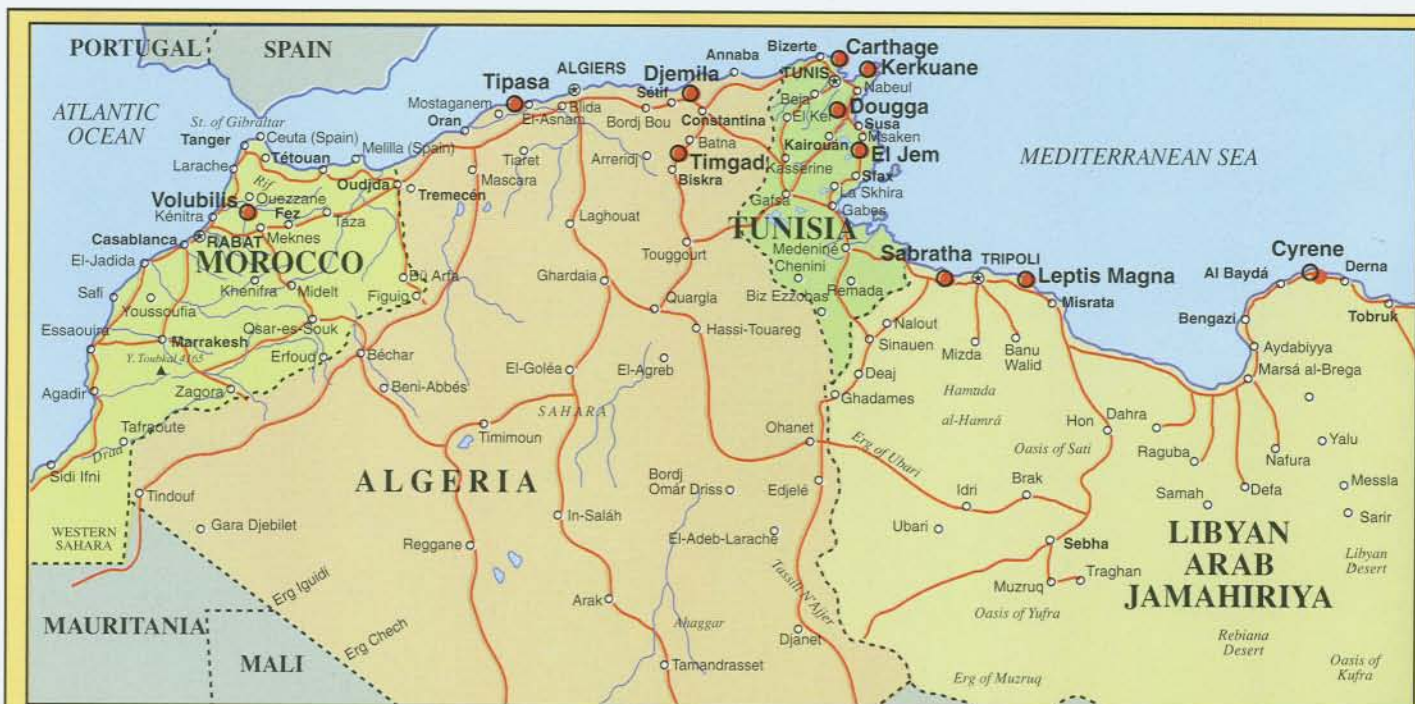 PORTUGAL
SPAIN
ATLANTIC
OCEAN
St. of Gibraltar
MEDITERRANEAN SEA
Tanger
Ceuta (Spain)
Tétouan
Melilla (Spain)
Larache
Rif
Ouezzane
Volubilis
Kénitra
Fez
Taza
Oudjda
Casablanca
RABAT
Meknes
El-Jadida
MOROCCO
Khénifra
Midelt
Bü Arfa
Figuig
Safí
Youssoufia
Essaouira
Marrakesh
Qsar-es-Souk
Y. Toubkal 4165
Erfoud
Agadir
Zagora
Tafraoute
Draa
Sidi Ifni
WESTERN
SAHARA
MAURITANIA
MALI
Tipasa
ALGIERS
Mostaganem
Oran
El-Asnam
Blida
Djemila
Sétif
Bordj Bou
Arreridj
Annaba
Constantina
Batna
Timgad
Biskra
Tiaret
Mascara
Tremecén
Laghouat
Touggourt
Ghardaia
Quargla
Hassi-Touareg
Béchar
Beni-Abbés
El-Goléa
El-Agreb
SAHARA
Timimoun
Ohanet
ALGERIA
Bordj
Omár Driss
Edjelé
Tindouf
Gara Djebilet
In-Saláh
El-Adeb-Larache
Reggane
Erg Iguidi
Erg Chech
Arak
Ahaggar
Tassili N'Ajjer
Djanet
Tamandrasset
Bizerte
Carthage
TUNIS
Kerkuane
Nabeul
Beja
Dougga
El Kef
Susa
Msaken
Kairouan
El Jem
Kasserine
Sfax
La Skhira
Gafsa
Gabes
TUNISIA
Medenine
Chenini
Remada
Biz Ezzobas
Sabratha
TRIPOLI
Leptis Magna
Misrata
Nalout
Sinauen
Mizda
Banu
Walid
Deaj
Ghadames
Hamada
al-Hamrá
Hon
Dahra
Oasis of Sati
Erg of Ubari
Idri
Brak
Ubari
Sebha
Muzruq
Traghan
Oasis of Yufra
Erg of Muzruq
Cyrene
Al Baydá
Derna
Bengazi
Tobruk
Aydabiyya
Marsá al-Brega
Raguba
Nafura
Yalu
Samah
Defa
Messla
Sarir
LIBYAN
ARAB
JAMAHIRIYA
Libyan
Desert
Rebiana
Desert
Oasis of
Kufra